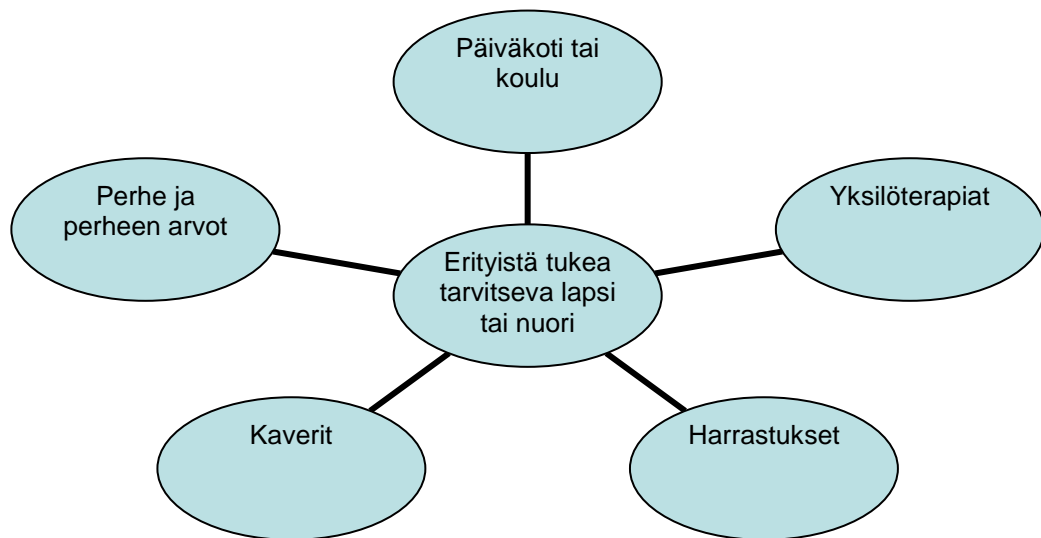 Päiväkoti tai
koulu
Perhe ja
perheen arvot
Yksilöterapiat
Erityistä tukea
tarvitseva lapsi
tai nuori
Kaverit
Harrastukset